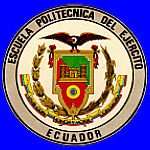 ESCUELA POLITECNICA DEL EJERCITO
ECUADOR